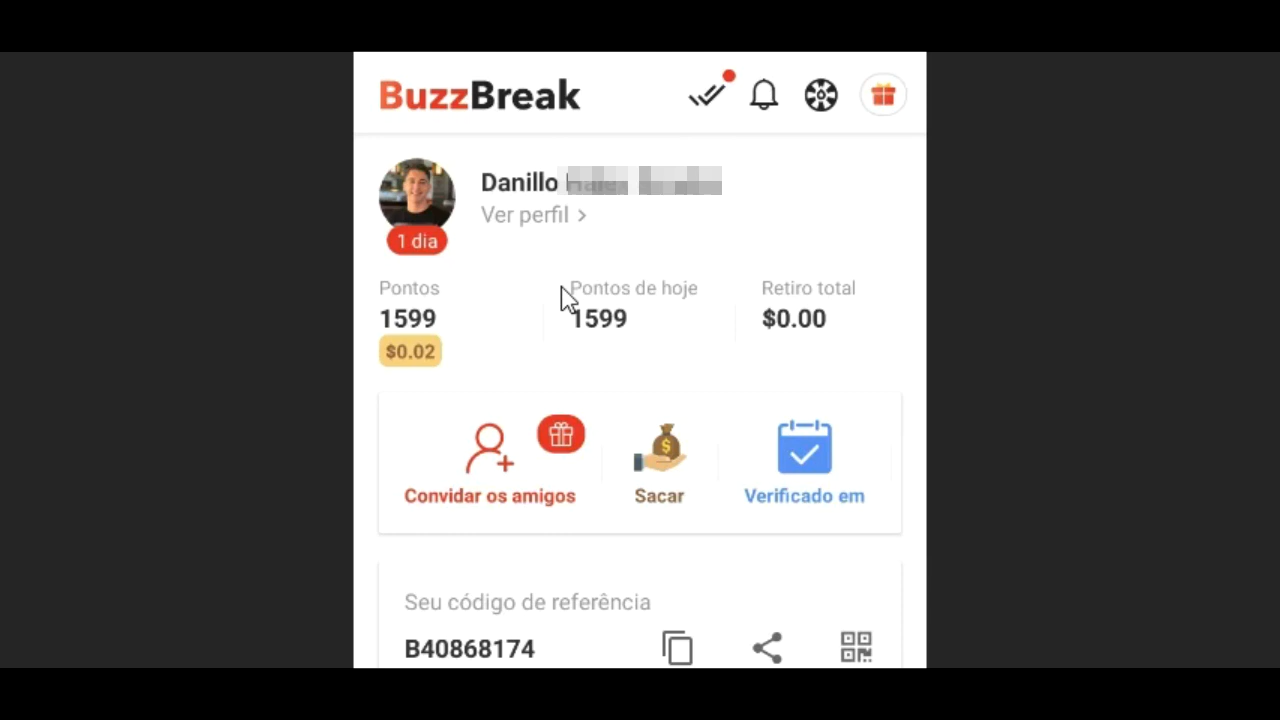 BuzzBreak
Danillo
Ver perfil >
1 dia
Pontos
Pontos de hoje
Retiro total
1599
1599
$0.00
$0.02
Convidar os amigos
Sacar
Verificado em
Seu código de referência
B40868174